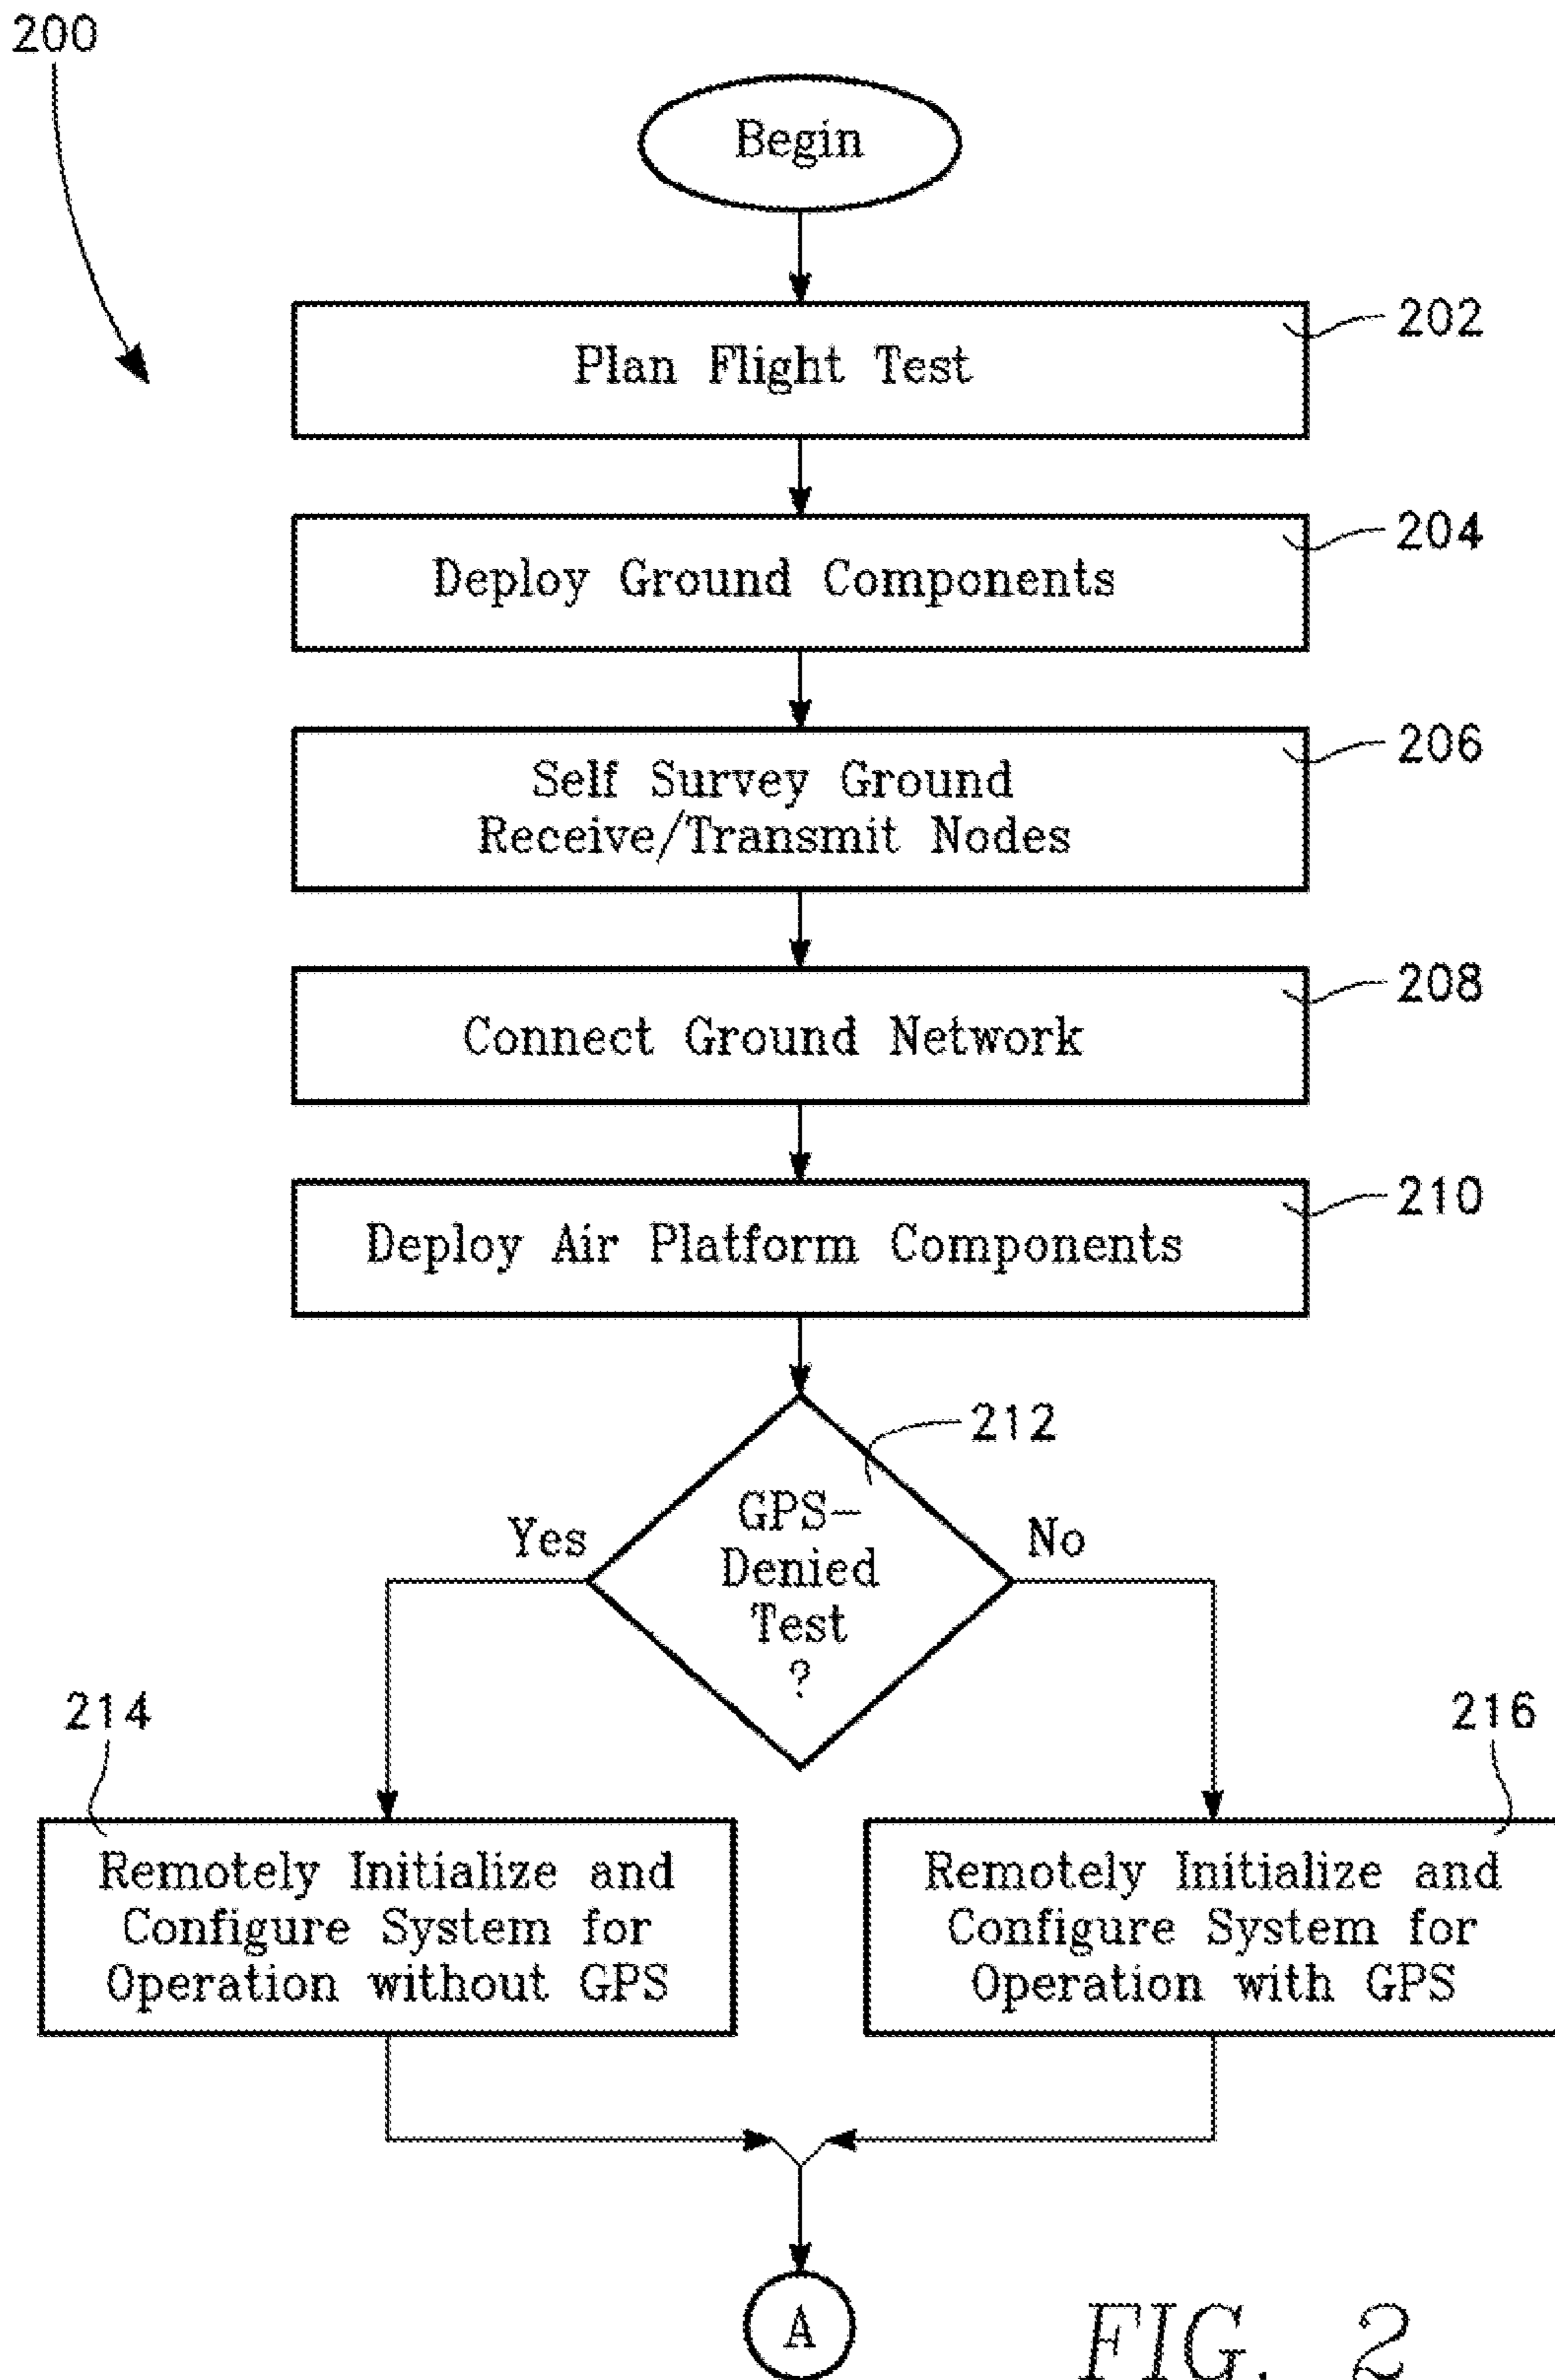 200
Begin
202
Plan Flight Test
204
Deploy Ground Components
206
Self Survey Ground
Receive/Transmit Nodes
208
Connect Ground Network
210
Deploy Air Platform Components
212
GPS-
Denied
Test
?
Yes
No
214
216
Remotely Initialize and
Configure System for
Operation without GPS
Remotely Initialize and
Configure System for
Operation with GPS
A
FIG. 2